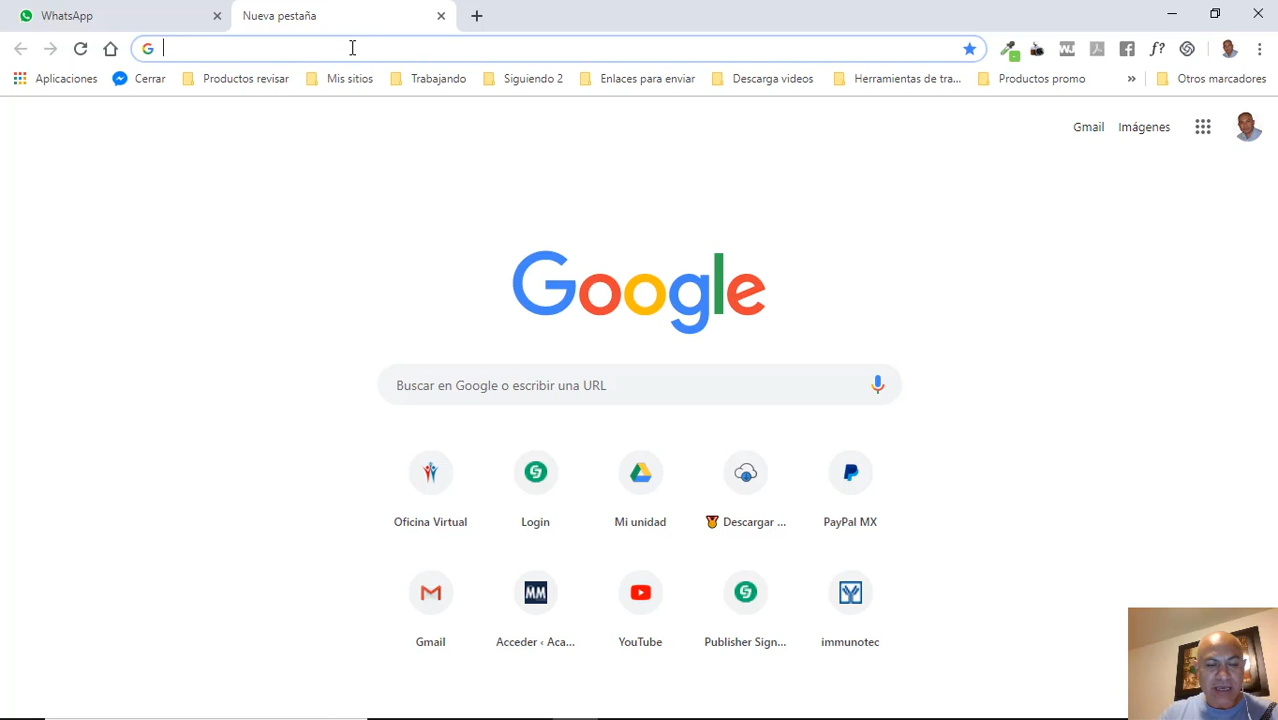 WhatsApp
Nueva pestaña
Aplicaciones
Cerrar
Productos revisar
Mis sitios
Trabajando
Siguiendo 2
Enlaces para enviar
Descarga videos
Herramientas de tra...
Productos promo
»
Otros marcadores
Gmail
Imágenes
Google
Buscar en Google o escribir una URL
Oficina Virtual
Login
Mi unidad
Descargar ...
PayPal MX
Gmail
Acceder ‹ Aca...
YouTube
Publisher Sign...
immunotec